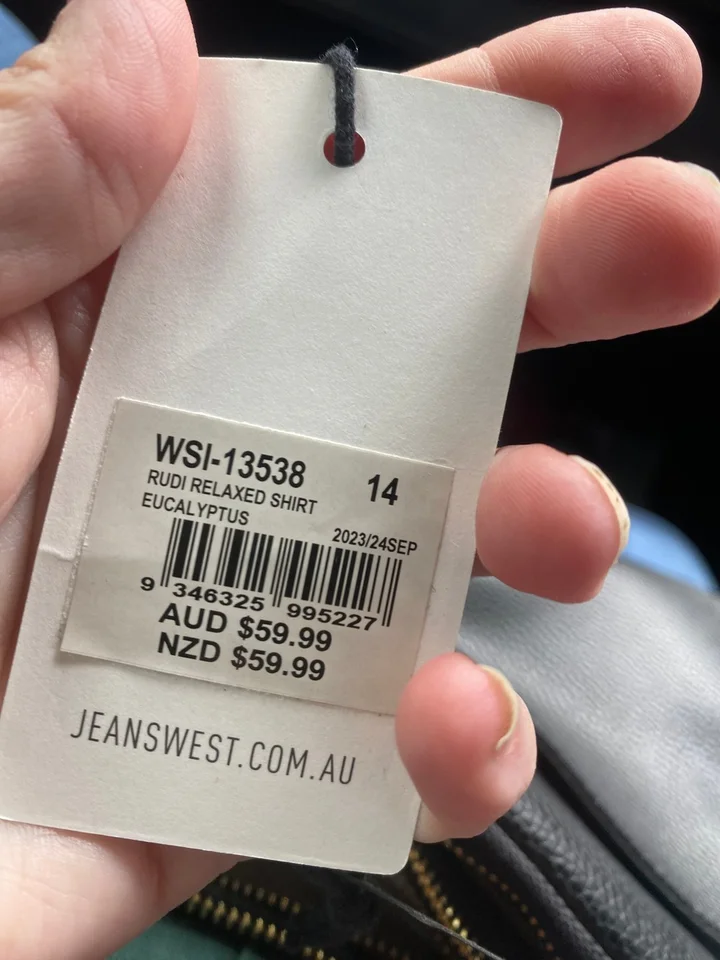 WSI-13538 14
RUDI RELAXED SHIRT
EUCALYPTUS
2023/24SEP
9 346325 995227
AUD $59.99
NZD $59.99
JEANSWEST.COM.AU